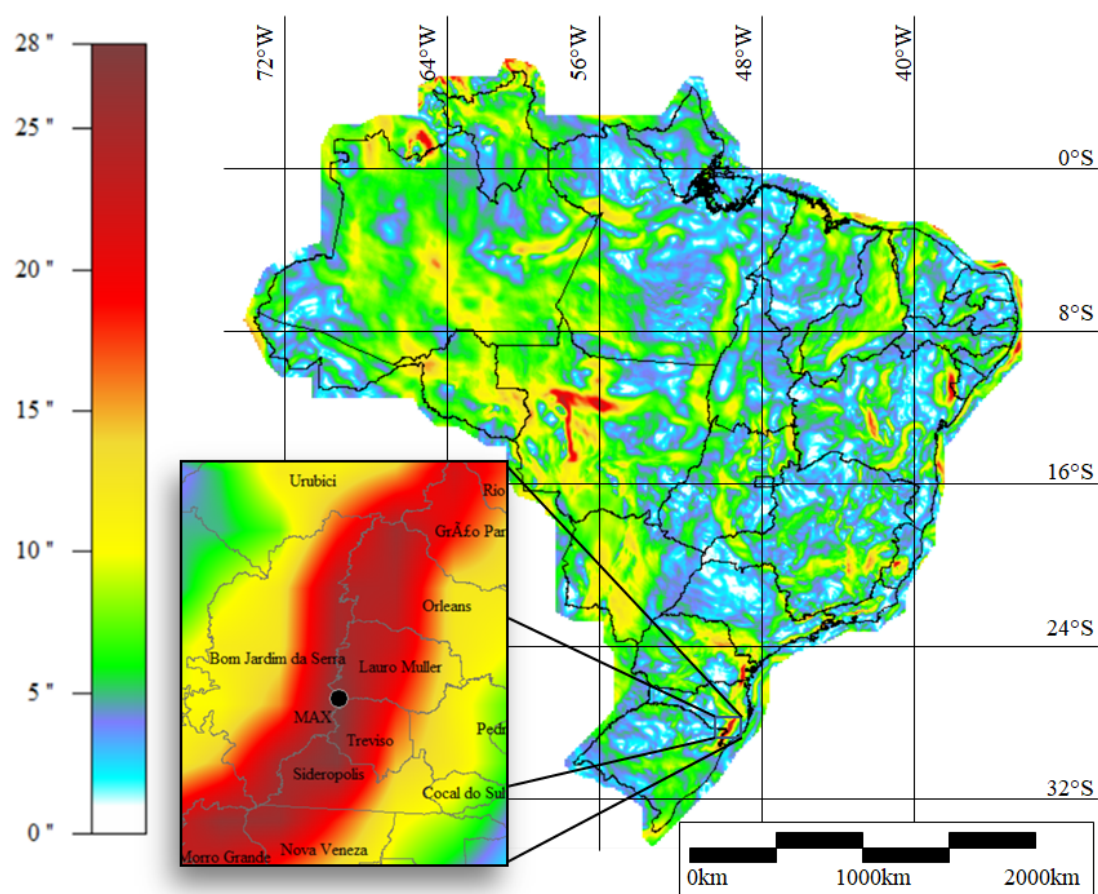 28 "
25 "
20 "
15 "
10 "
5 "
0 "
72°W
64°W
56°W
48°W
40°W
0°S
8°S
16°S
24°S
32°S
Urubici
Rio
GrÃ£o Par
Orleans
Bom Jardim da Serra
Lauro Muller
MAX
Treviso
Pedr
Sideropolis
Cocal do Sul
Nova Veneza
Morro Grande
0km
1000km
2000km